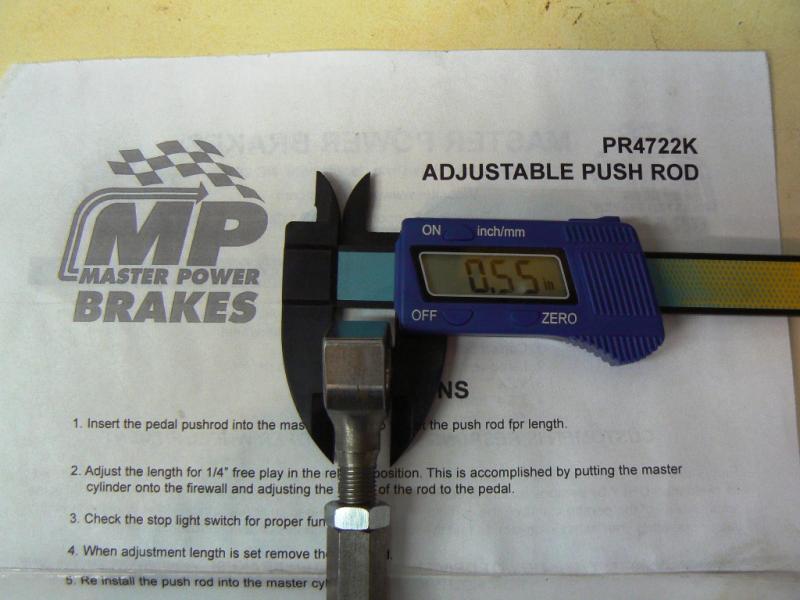 PR4722K
ADJUSTABLE PUSH ROD
MP
MASTER POWER
BRAKES
ON inch/mm
0.55 in
OFF ZERO
NS
1. Insert the pedal pushrod into the mas the push rod fpr length.
2. Adjust the length for 1/4" free play in the re position. This is accomplished by putting the master
cylinder onto the firewall and adjusting the of the rod to the pedal.
3. Check the stop light switch for proper fun
4. When adjustment length is set remove the
5. Re install the push rod into the master cyl